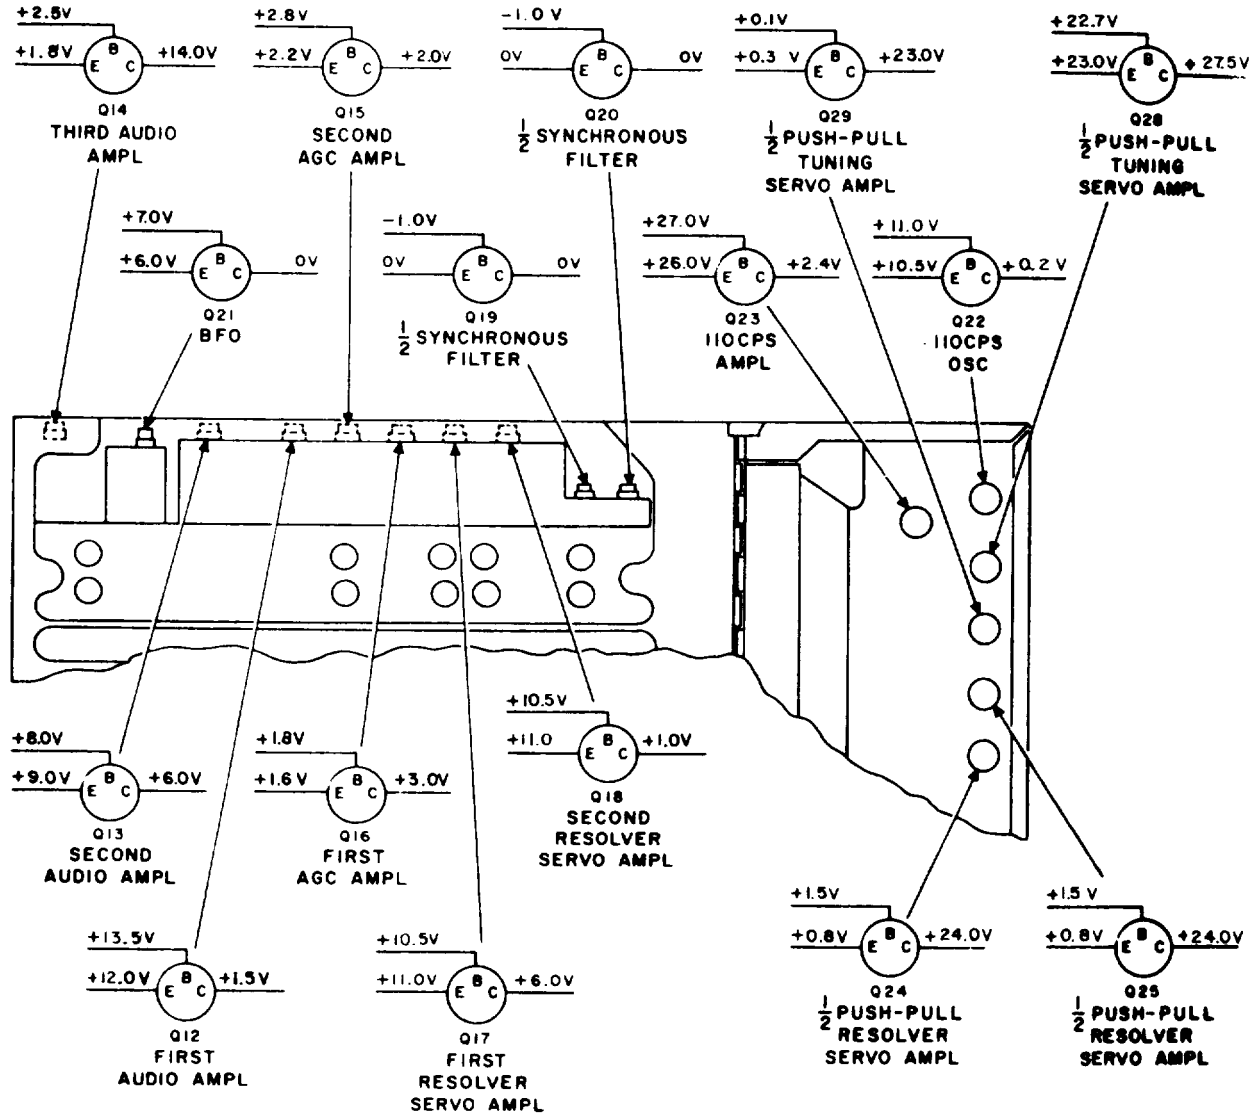 +2.5V
+1.8V E B C +14.0V
Q14
THIRD AUDIO
AMPL
+2.8V
+2.2V E B C +2.0V
Q15
SECOND
AGC AMPL
-1.0 V
0V E B C 0V
Q20
1/2 SYNCHRONOUS
FILTER
+0.1V
+0.3 V E B C +23.0V
Q29
1/2 PUSH-PULL
TUNING
SERVO AMPL
+22.7V
+23.0V E B C +27.5V
Q28
1/2 PUSH-PULL
TUNING
SERVO AMPL
+7.0V
+6.0V E B C 0V
Q21
BFO
-1.0V
0V E B C 0V
Q19
1/2 SYNCHRONOUS
FILTER
+27.0V
+26.0V E B C +2.4V
Q23
110CPS
AMPL
+11.0V
+10.5V E B C +0.2V
Q22
110CPS
OSC
+8.0V
+9.0V E B C +6.0V
Q13
SECOND
AUDIO AMPL
+1.8V
+1.6V E B C +3.0V
Q16
FIRST
AGC AMPL
+10.5V
+11.0 E B C +1.0V
Q18
SECOND
RESOLVER
SERVO AMPL
+13.5V
+12.0V E B C +1.5V
Q12
FIRST
AUDIO AMPL
+10.5V
+11.0V E B C +6.0V
Q17
FIRST
RESOLVER
SERVO AMPL
+1.5V
+0.8V E B C +24.0V
Q24
1/2 PUSH-PULL
RESOLVER
SERVO AMPL
+1.5V
+0.8V E B C +24.0V
Q25
1/2 PUSH-PULL
RESOLVER
SERVO AMPL